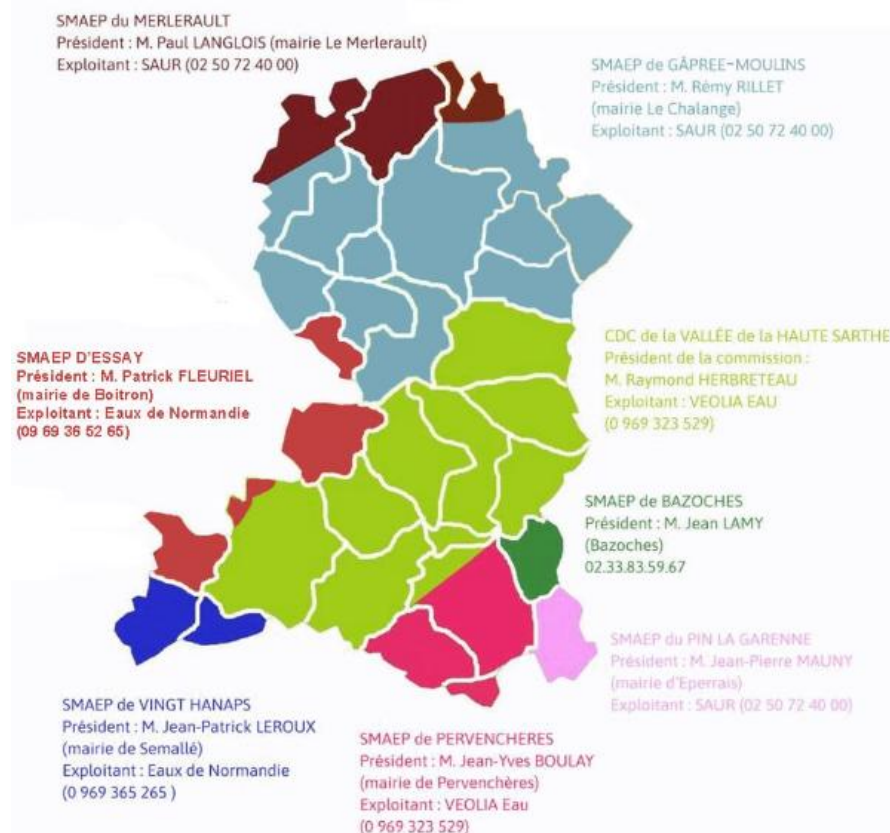 SMAEP du MERLERAULT
Président : M. Paul LANGLOIS (mairie Le Merlerault)
Exploitant : SAUR (02 50 72 40 00)
SMAEP de GÂPREE-MOULINS
Président : M. Rémy RILLET
(mairie Le Chalange)
Exploitant : SAUR (02 50 72 40 00)
SMAEP D'ESSAY
Président : M. Patrick FLEURIEL
(mairie de Boitron)
Exploitant : Eaux de Normandie
(09 69 36 52 65)
CDC de la VALLÉE de la HAUTE SARTHE
Président de la commission :
M. Raymond HERBRETEAU
Exploitant : VEOLIA EAU
(0 969 323 529)
SMAEP de BAZOCHES
Président : M. Jean LAMY
(Bazoches)
02.33.83.59.67
SMAEP du PIN LA GARENNE
Président : M. Jean-Pierre MAUNY
(mairie d'Eperrais)
Exploitant : SAUR (02 50 72 40 00)
SMAEP de VINGT HANAPS
Président : M. Jean-Patrick LEROUX
(mairie de Semallé)
Exploitant : Eaux de Normandie
(0 969 365 265 )
SMAEP de PERVENCHERES
Président : M. Jean-Yves BOULAY
(mairie de Pervenchères)
Exploitant : VEOLIA Eau
(0 969 323 529)